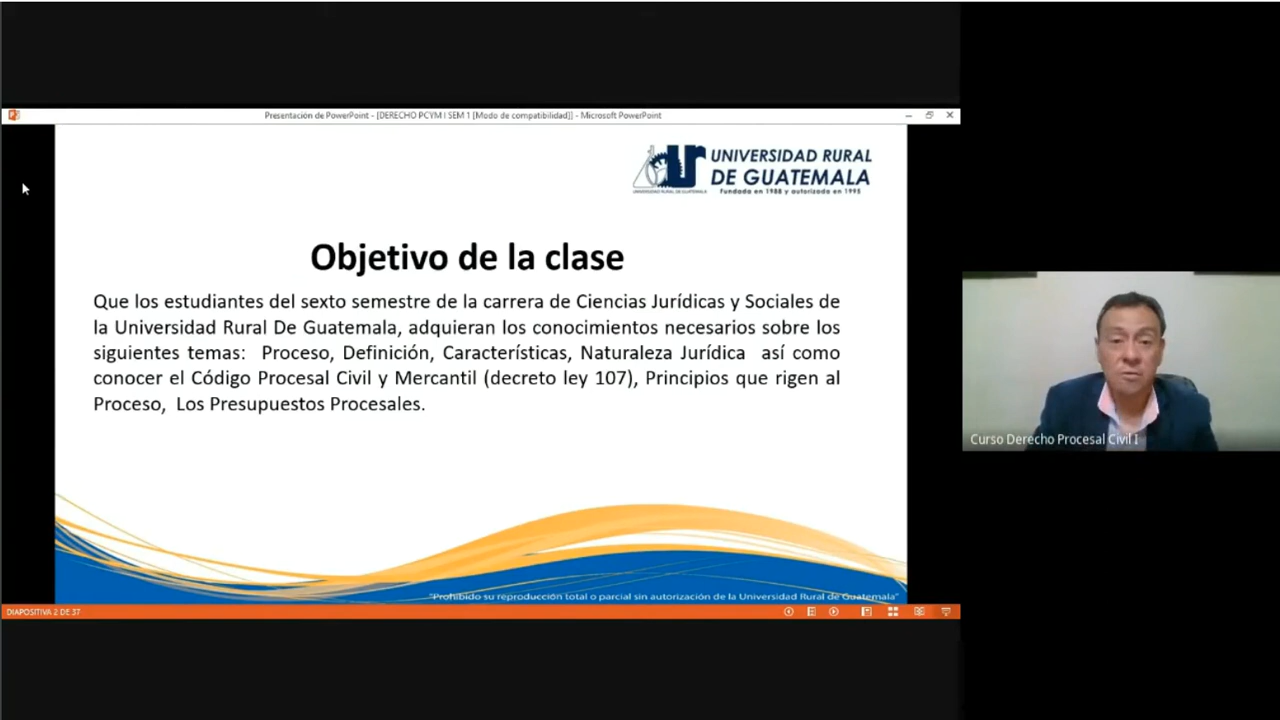 Presentación de PowerPoint - [DERECHO PCYM I SEM 1 [Modo de compatibilidad]] - Microsoft PowerPoint
UNIVERSIDAD RURAL
DE GUATEMALA
Fundada en 1988 y autorizada en 1995
UNIVERSIDAD RURAL DE GUATEMALA
Objetivo de la clase
Que los estudiantes del sexto semestre de la carrera de Ciencias Jurídicas y Sociales de
la Universidad Rural De Guatemala, adquieran los conocimientos necesarios sobre los
siguientes temas: Proceso, Definición, Características, Naturaleza Jurídica así como
conocer el Código Procesal Civil y Mercantil (decreto ley 107), Principios que rigen al
Proceso, Los Presupuestos Procesales.
Curso Derecho Procesal Civil I
"Prohibido su reproducción total o parcial sin autorización de la Universidad Rural de Guatemala"
DIAPOSITIVA 2 DE 37